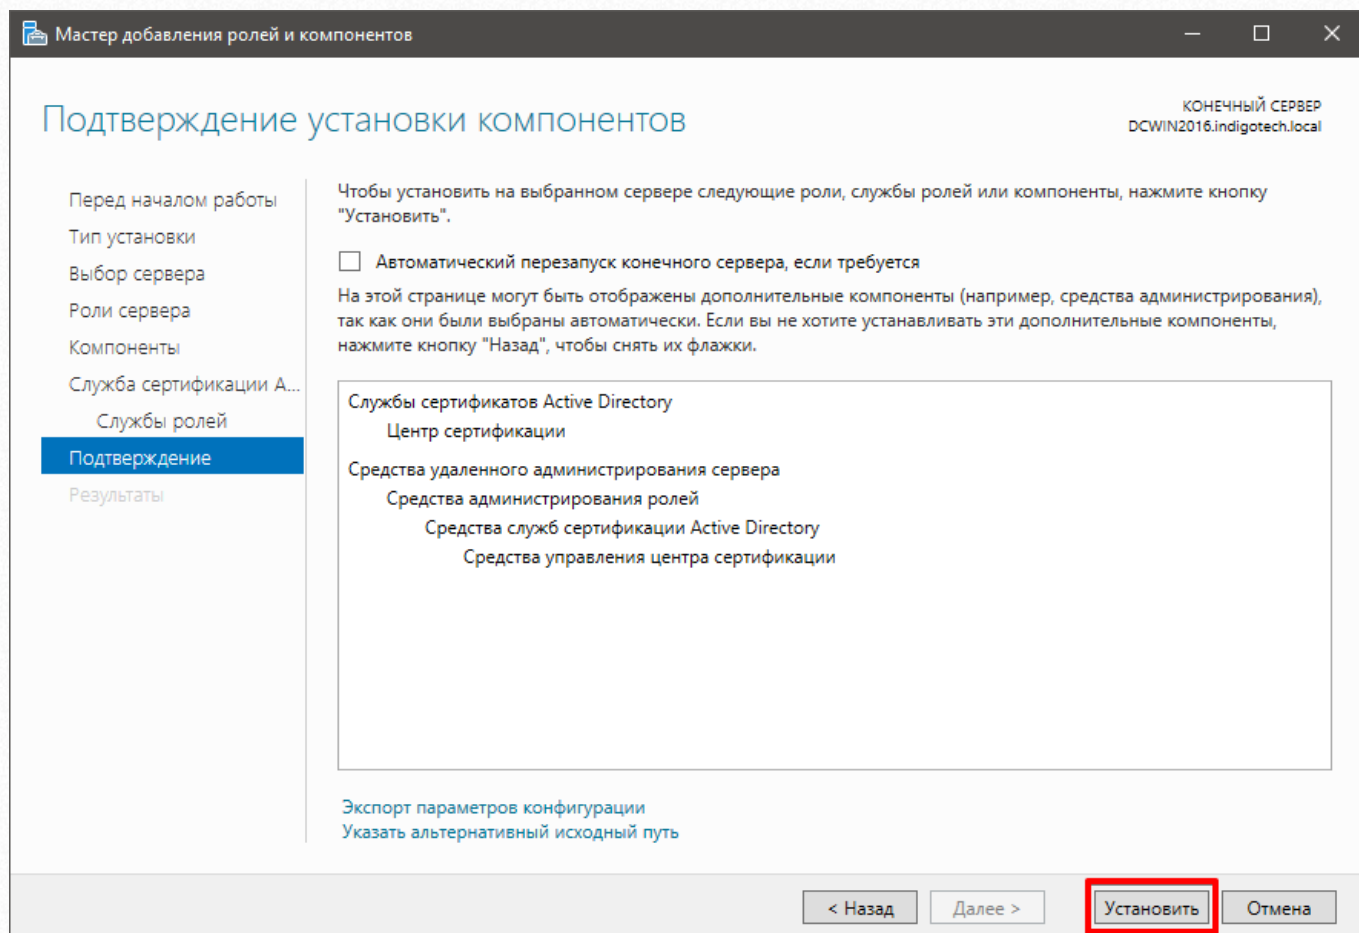 Мастер добавления ролей и компонентов
Подтверждение установки компонентов
КОНЕЧНЫЙ СЕРВЕР
DCWIN2016.indigotech.local
Перед началом работы
Тип установки
Выбор сервера
Роли сервера
Компоненты
Служба сертификации A...
Службы ролей
Подтверждение
Результаты
Чтобы установить на выбранном сервере следующие роли, службы ролей или компоненты, нажмите кнопку
"Установить".
Автоматический перезапуск конечного сервера, если требуется
На этой странице могут быть отображены дополнительные компоненты (например, средства администрирования),
так как они были выбраны автоматически. Если вы не хотите устанавливать эти дополнительные компоненты,
нажмите кнопку "Назад", чтобы снять их флажки.
Службы сертификатов Active Directory
Центр сертификации
Средства удаленного администрирования сервера
Средства администрирования ролей
Средства служб сертификации Active Directory
Средства управления центра сертификации
Экспорт параметров конфигурации
Указать альтернативный исходный путь
< Назад
Далее >
Установить
Отмена